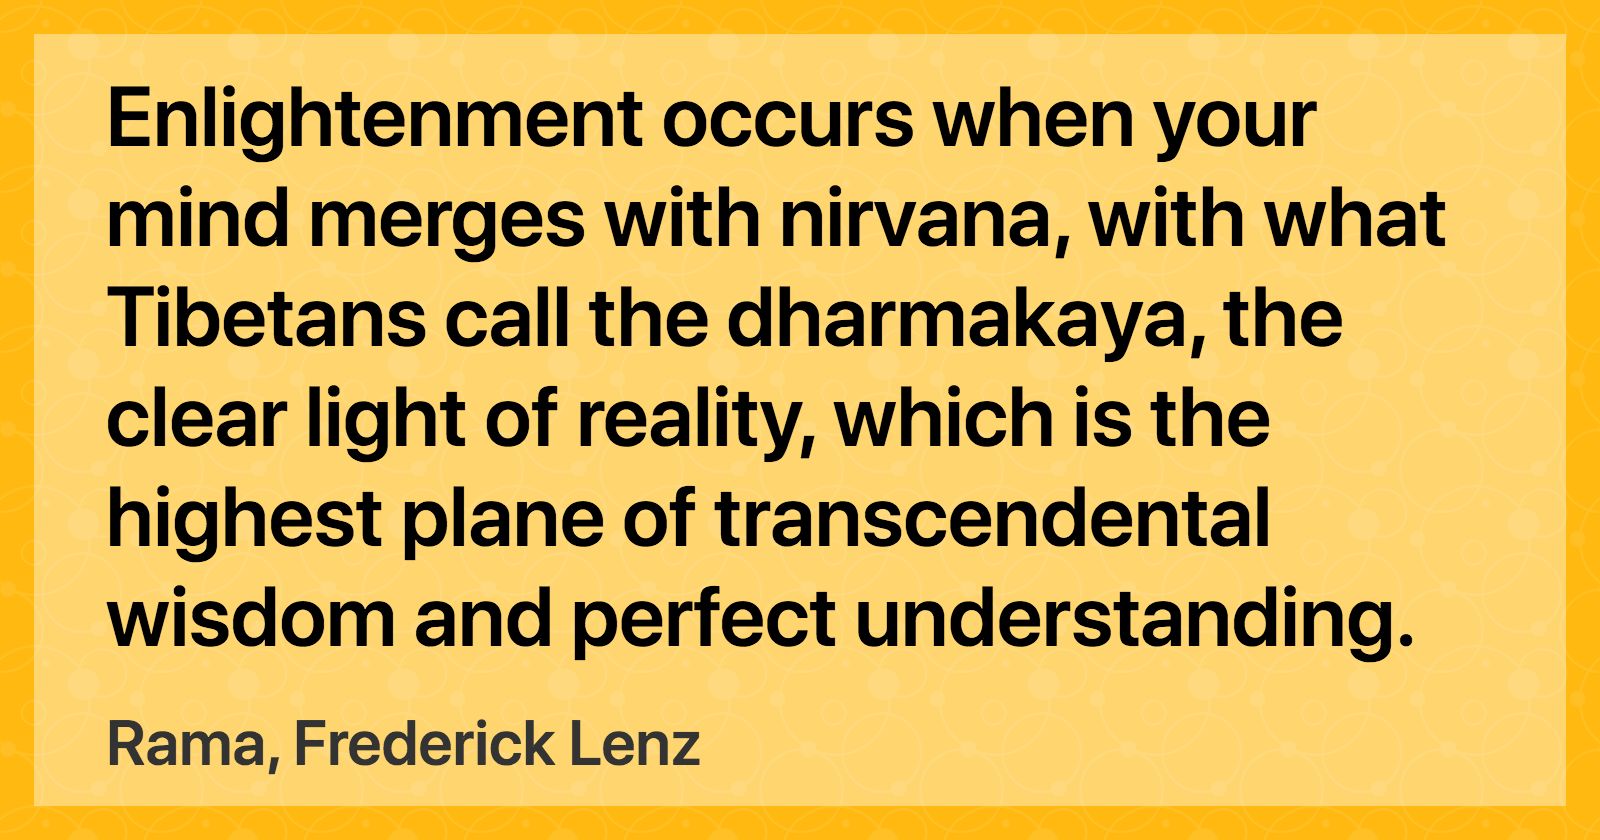 Enlightenment occurs when your
mind merges with nirvana, with what
Tibetans call the dharmakaya, the
clear light of reality, which is the
highest plane of transcendental
wisdom and perfect understanding.
Rama, Frederick Lenz